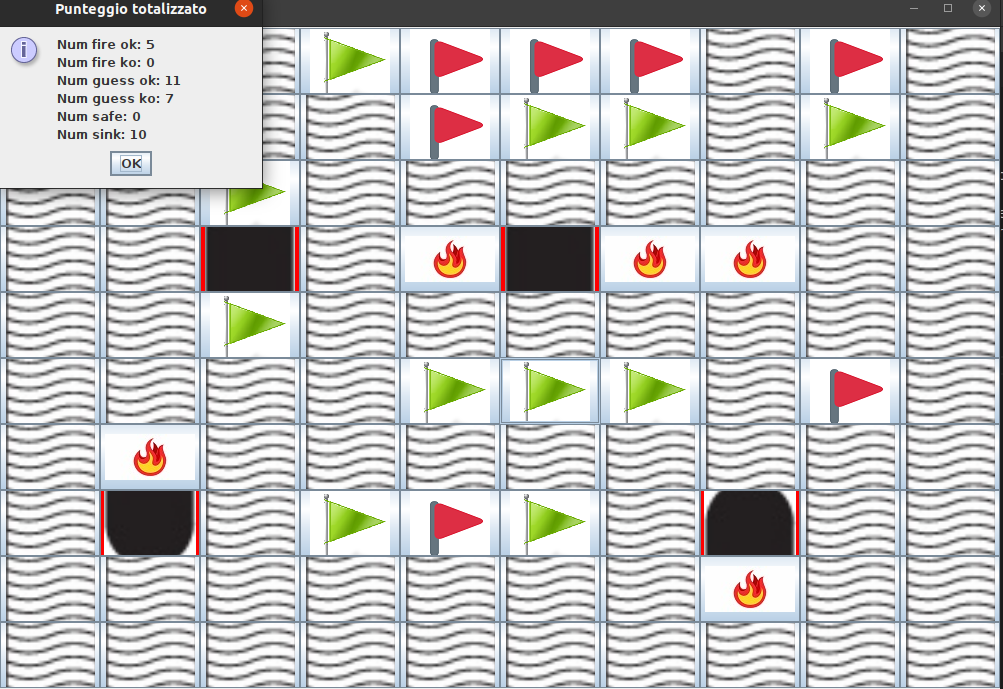 Punteggio totalizzato
Num fire ok: 5
Num fire ko: 0
Num guess ok: 11
Num guess ko: 7
Num safe: 0
Num sink: 10
OK